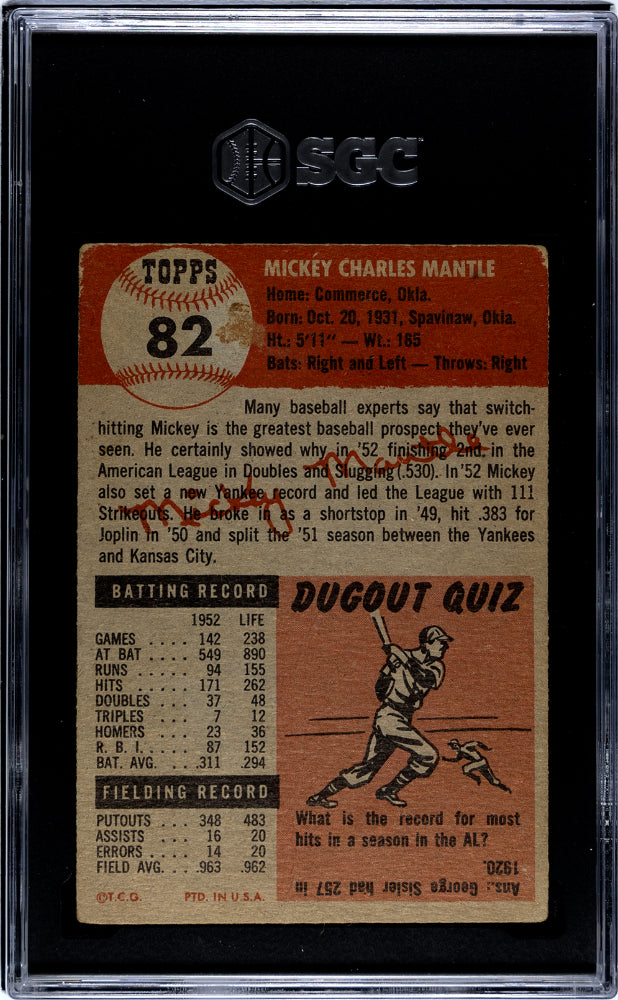 SGC
TOPPS
82
MICKEY CHARLES MANTLE
Home: Commerce, Okla.
Born: Oct. 20, 1931, Spavinaw, Okla.
Ht.: 5'11" — Wt.: 185
Bats: Right and Left — Throws: Right
Many baseball experts say that switch-
hitting Mickey is the greatest baseball prospect they've ever
seen. He certainly showed why in '52 finishing 2nd in the
American League in Doubles and Slugging (.530). In '52 Mickey
also set a new Yankee record and led the League with 111
Strikeouts. He broke in as a shortstop in '49, hit .383 for
Joplin in '50 and split the '51 season between the Yankees
and Kansas City.
Mickey Mantle
BATTING RECORD
1952 LIFE
GAMES .... 142 238
AT BAT .... 549 890
RUNS ..... 94 155
HITS ..... 171 262
DOUBLES .. 37 48
TRIPLES ... 7 12
HOMERS ... 23 36
R. B. I. .... 87 152
BAT. AVG. .. .311 .294
FIELDING RECORD
PUTOUTS .. 348 483
ASSISTS ... 16 20
ERRORS ... 14 20
FIELD AVG. .. .963 .962
©T.C.G. PTD. IN U.S.A.
DUGOUT QUIZ
What is the record for most
hits in a season in the AL?
Ans.: George Sisler had 257 in
1920.